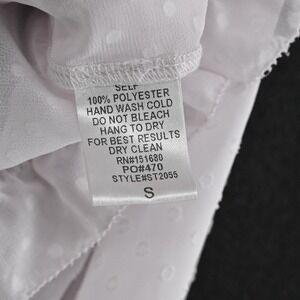 SELF
100% POLYESTER
HAND WASH COLD
DO NOT BLEACH
HANG TO DRY
FOR BEST RESULTS
DRY CLEAN
RN#151680
PO#470
STYLE#ST2055
S